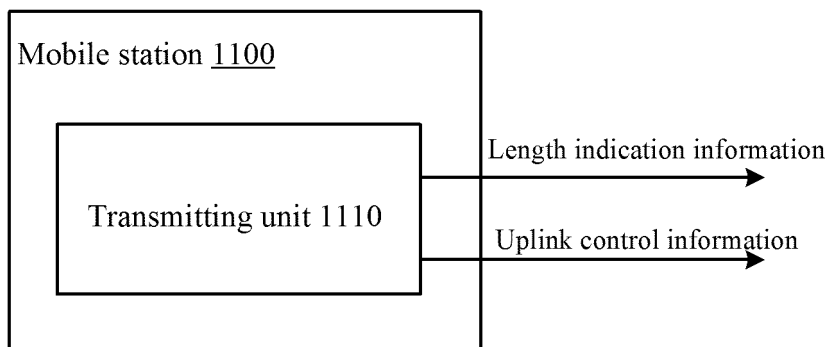 Mobile station 1100
Length indication information
Transmitting unit 1110
Uplink control information